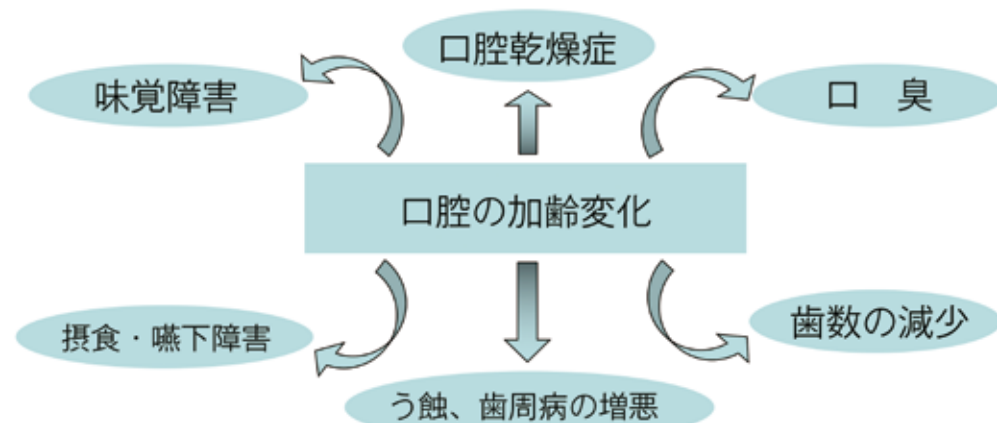 口腔乾燥症
味覚障害
口　臭
口腔の加齢変化
摂食・嚥下障害
歯数の減少
う蝕、歯周病の増悪